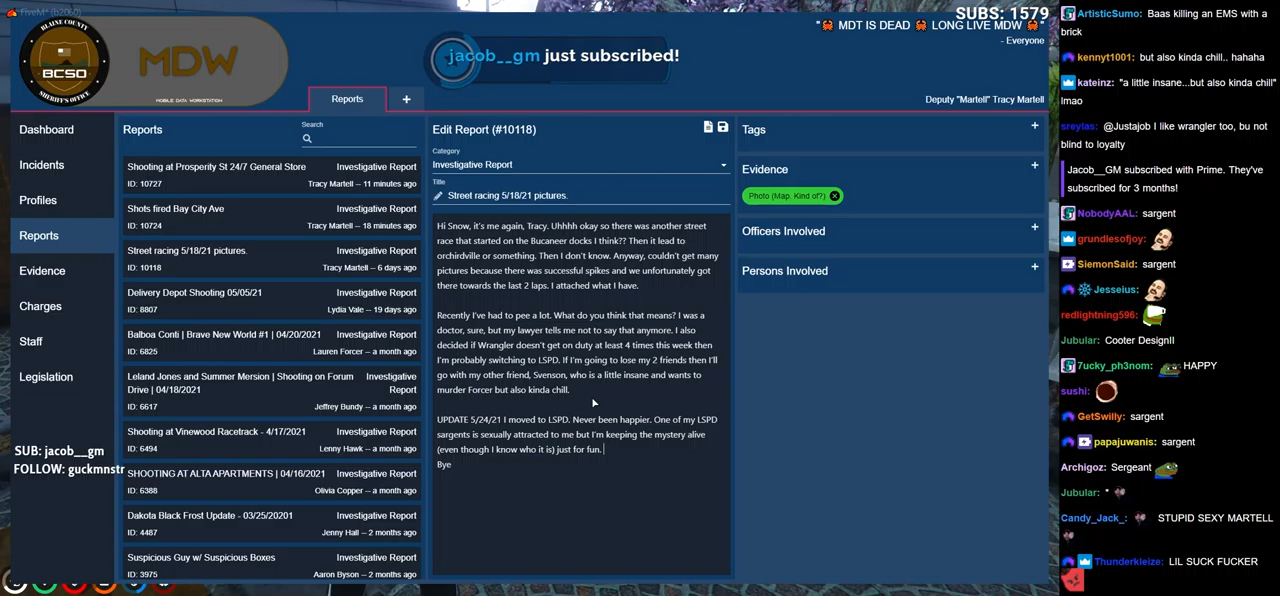 FiveM® (b2060)
BLAINE COUNTY
BCSO
SHERIFF'S OFFICE
MDW
MOBILE DATA WORKSTATION
jacob__gm just subscribed!
SUBS: 1579
" 🦀 MDT IS DEAD 🦀 LONG LIVE MDW 🦀 "
- Everyone
Reports
+
Deputy "Martell" Tracy Martell
Dashboard
Incidents
Profiles
Reports
Evidence
Charges
Staff
Legislation
SUB: jacob__gm
FOLLOW: guckmnstr
Reports
Search
Shooting at Prosperity St 24/7 General Store Investigative Report
ID: 10727 Tracy Martell -- 11 minutes ago
Shots fired Bay City Ave Investigative Report
ID: 10724 Tracy Martell -- 18 minutes ago
Street racing 5/18/21 pictures. Investigative Report
ID: 10118 Tracy Martell -- 6 days ago
Delivery Depot Shooting 05/05/21 Investigative Report
ID: 8807 Lydia Vale -- 19 days ago
Balboa Conti | Brave New World #1 | 04/20/2021 Investigative Report
ID: 6825 Lauren Forcer -- a month ago
Leland Jones and Summer Mersion | Shooting on Forum Investigative
Drive | 04/18/2021 Report
ID: 6617 Jeffrey Bundy -- a month ago
Shooting at Vinewood Racetrack - 4/17/2021 Investigative Report
ID: 6494 Lenny Hawk -- a month ago
SHOOTING AT ALTA APARTMENTS | 04/16/2021 Investigative Report
ID: 6388 Olivia Copper -- a month ago
Dakota Black Frost Update - 03/25/20201 Investigative Report
ID: 4487 Jenny Hall -- 2 months ago
Suspicious Guy w/ Suspicious Boxes Investigative Report
ID: 3975 Aaron Byson -- 2 months ago
Edit Report (#10118)
Category
Investigative Report
Title
Street racing 5/18/21 pictures.
Hi Snow, it's me again, Tracy. Uhhhh okay so there was another street
race that started on the Bucaneer docks I think?? Then it lead to
orchirdville or something. Then I don't know. Anyway, couldn't get many
pictures because there was successful spikes and we unfortunately got
there towards the last 2 laps. I attached what I have.
Recently I've had to pee a lot. What do you think that means? I was a
doctor, sure, but my lawyer tells me not to say that anymore. I also
decided if Wrangler doesn't get on duty at least 4 times this week then
I'm probably switching to LSPD. If I'm going to lose my 2 friends then I'll
go with my other friend, Svenson, who is a little insane and wants to
murder Forcer but also kinda chill.
UPDATE 5/24/21 I moved to LSPD. Never been happier. One of my LSPD
sargents is sexually attracted to me but I'm keeping the mystery alive
(even though I know who it is) just for fun.
Bye
Tags +
Evidence +
Photo (Map. Kind of?)
Officers Involved +
Persons Involved +
ArtisticSumo: Baas killing an EMS with a
brick
kennyt1001: but also kinda chill.. hahaha
kateinz: "a little insane...but also kinda chill"
lmao
sreylas: @Justajob I like wrangler too, bu not
blind to loyalty
Jacob__GM subscribed with Prime. They've
subscribed for 3 months!
NobodyAAL: sargent
grundlesofjoy:
SiemonSaid: sargent
Jesseius:
redlightning596:
Jubular: Cooter DesignII
7ucky_ph3nom: HAPPY
sushi:
GetSwilly: sargent
papajuwanis: sargent
Archigoz: Sergeant
Jubular: "
Candy_Jack_: STUPID SEXY MARTELL
Thunderkleize: LIL SUCK FUCKER